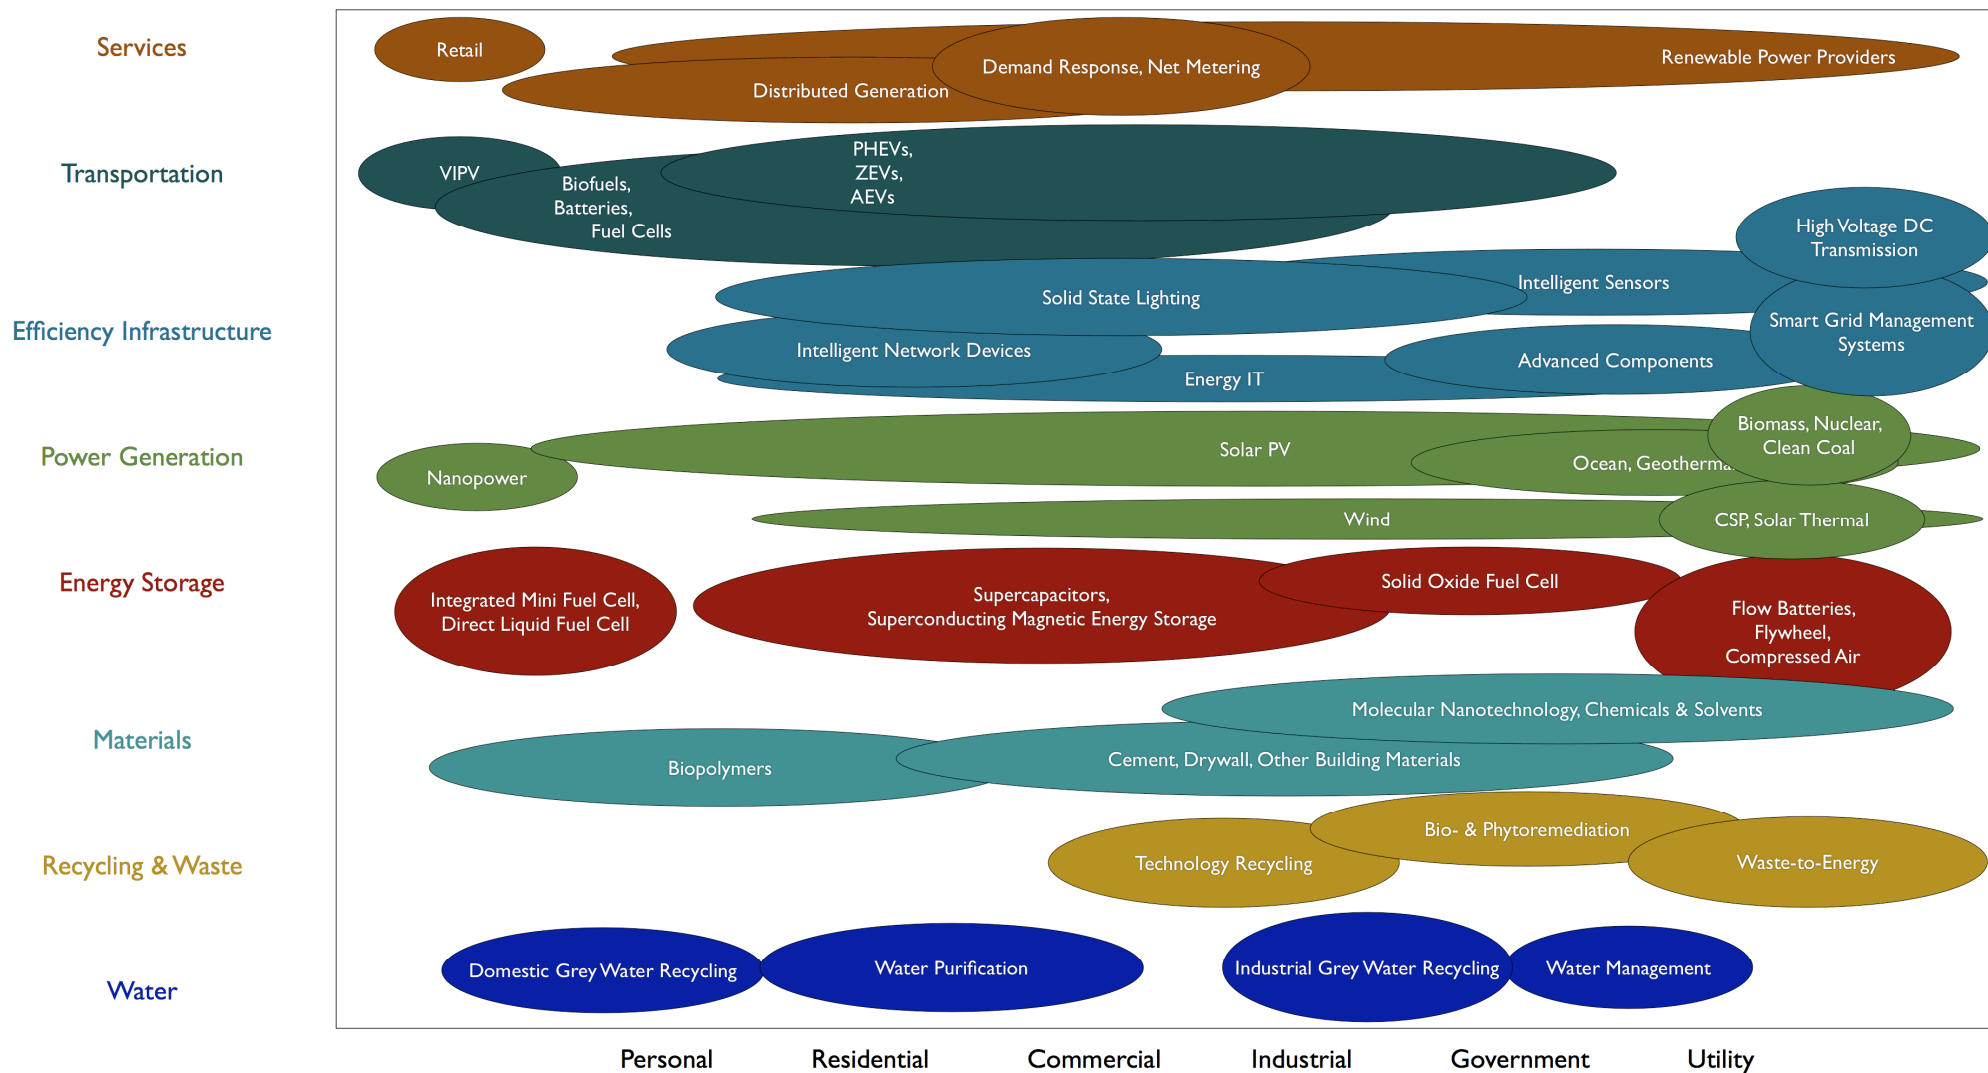 Services
Retail
Demand Response, Net Metering
Renewable Power Providers
Distributed Generation
Transportation
VIPV
PHEVs,
ZEVs,
AEVs
Biofuels,
Batteries,
Fuel Cells
Efficiency Infrastructure
High Voltage DC
Transmission
Intelligent Sensors
Solid State Lighting
Smart Grid Management
Systems
Intelligent Network Devices
Advanced Components
Energy IT
Power Generation
Biomass, Nuclear,
Clean Coal
Solar PV
Ocean, Geotherma
Nanopower
Wind
CSP, Solar Thermal
Energy Storage
Integrated Mini Fuel Cell,
Direct Liquid Fuel Cell
Supercapacitors,
Superconducting Magnetic Energy Storage
Solid Oxide Fuel Cell
Flow Batteries,
Flywheel,
Compressed Air
Materials
Molecular Nanotechnology, Chemicals & Solvents
Biopolymers
Cement, Drywall, Other Building Materials
Recycling & Waste
Technology Recycling
Bio- & Phytoremediation
Waste-to-Energy
Water
Domestic Grey Water Recycling
Water Purification
Industrial Grey Water Recycling
Water Management
Personal
Residential
Commercial
Industrial
Government
Utility